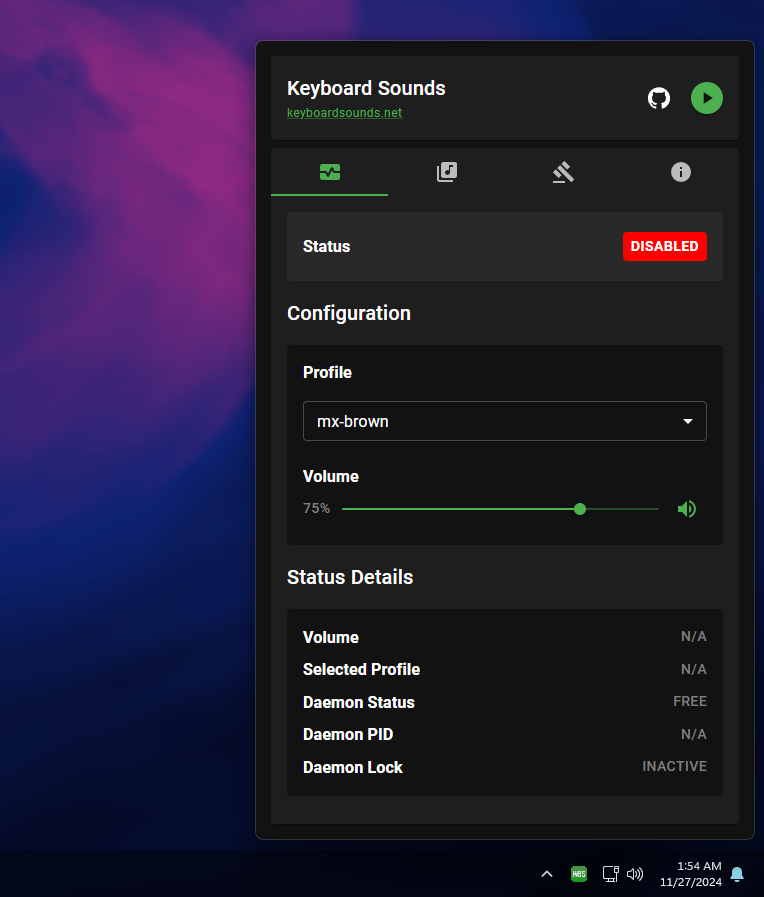 Keyboard Sounds
keyboardsounds.net
Status
DISABLED
Configuration
Profile
mx-brown
Volume
75%
Status Details
Volume N/A
Selected Profile N/A
Daemon Status FREE
Daemon PID N/A
Daemon Lock INACTIVE
1:54 AM
11/27/2024